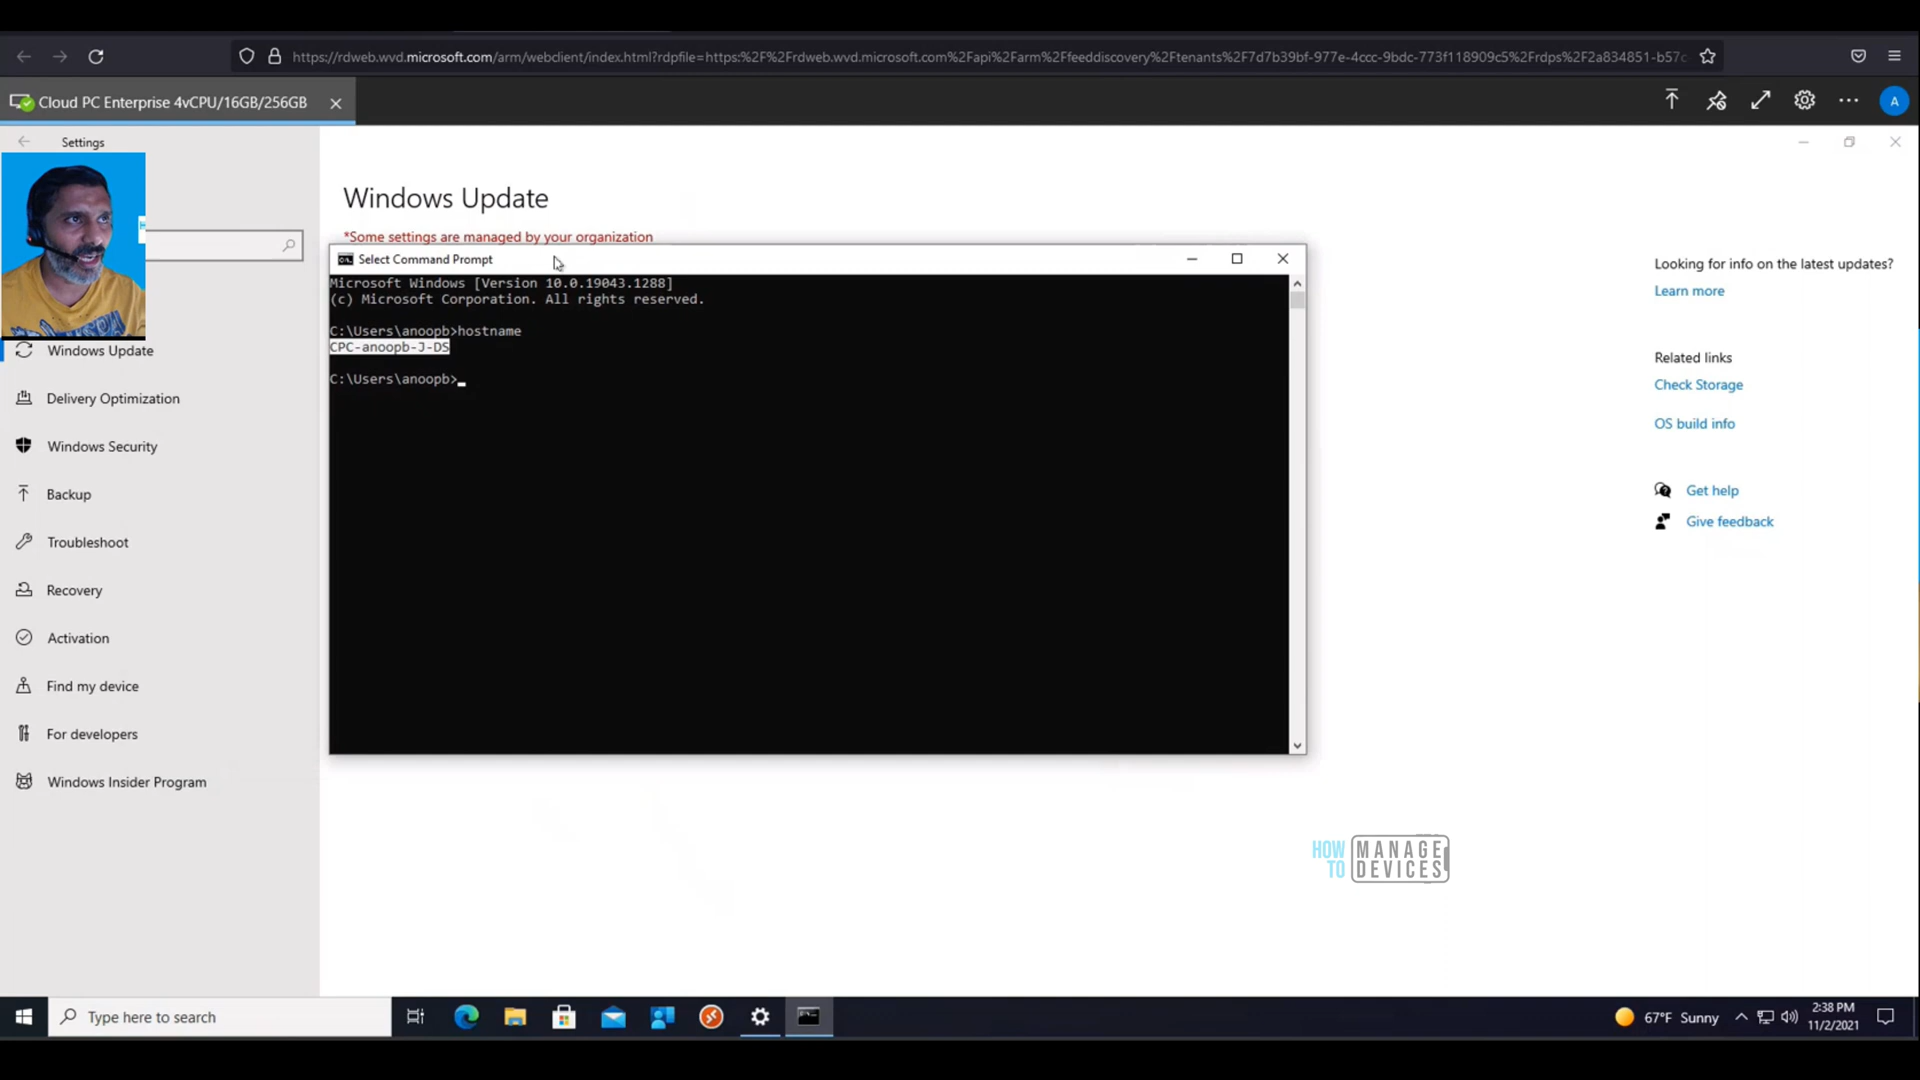 https://rdweb.wvd.microsoft.com/arm/webclient/index.html?rdpfile=https:%2F%2Frdweb.wvd.microsoft.com%2Fapi%2Farm%2Ffeeddiscovery%2Ftenants%2F7d7b39bf-977e-4ccc-9bdc-773f118909c5%2Frdps%2F2a834851-b57c
Cloud PC Enterprise 4vCPU/16GB/256GB
A
Settings
Windows Update
*Some settings are managed by your organization
Select Command Prompt
Microsoft Windows [Version 10.0.19043.1288]
(c) Microsoft Corporation. All rights reserved.
C:\Users\anoopb>hostname
CPC-anoopb-J-DS
C:\Users\anoopb>
Windows Update
Delivery Optimization
Windows Security
Backup
Troubleshoot
Recovery
Activation
Find my device
For developers
Windows Insider Program
Looking for info on the latest updates?
Learn more
Related links
Check Storage
OS build info
Get help
Give feedback
HOW TO MANAGE DEVICES
Type here to search
67°F Sunny
2:38 PM
11/2/2021